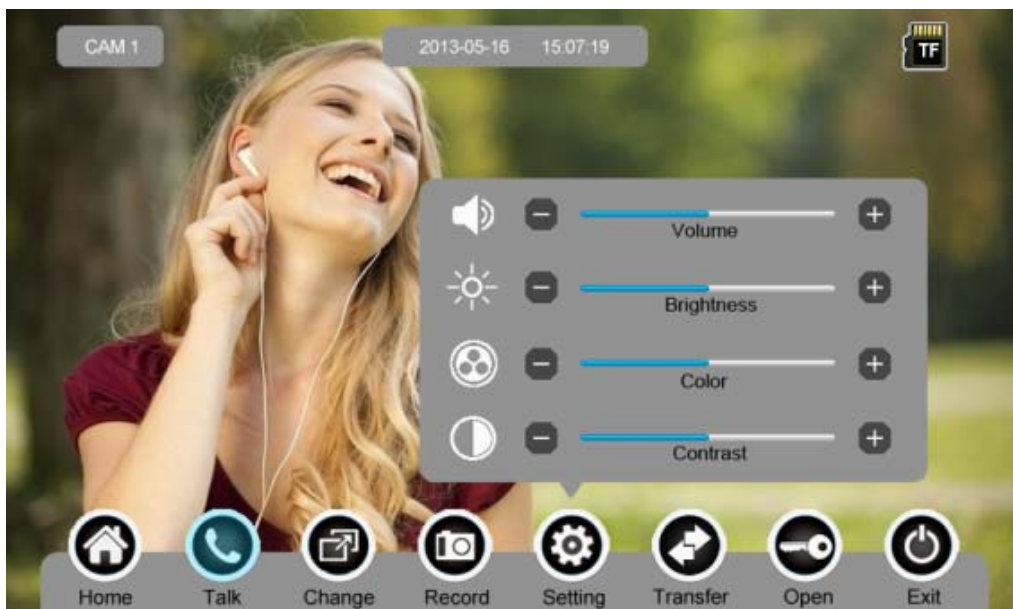 CAM 1
2013-05-16 15:07:19
TF
Volume
Brightness
Color
Contrast
Home Talk Change Record Setting Transfer Open Exit